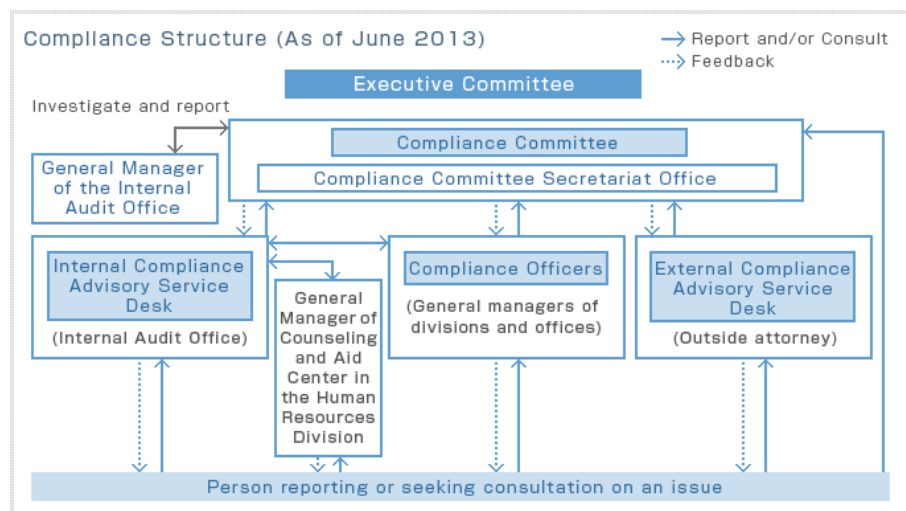 Compliance Structure (As of June 2013)
Report and/or Consult
Feedback
Executive Committee
Investigate and report
Compliance Committee
Compliance Committee Secretariat Office
General Manager
of the Internal
Audit Office
Internal Compliance
Advisory Service
Desk
(Internal Audit Office)
General
Manager of
Counseling
and Aid
Center in
the Human
Resources
Division
Compliance Officers
(General managers of
divisions and offices)
External Compliance
Advisory Service
Desk
(Outside attorney)
Person reporting or seeking consultation on an issue